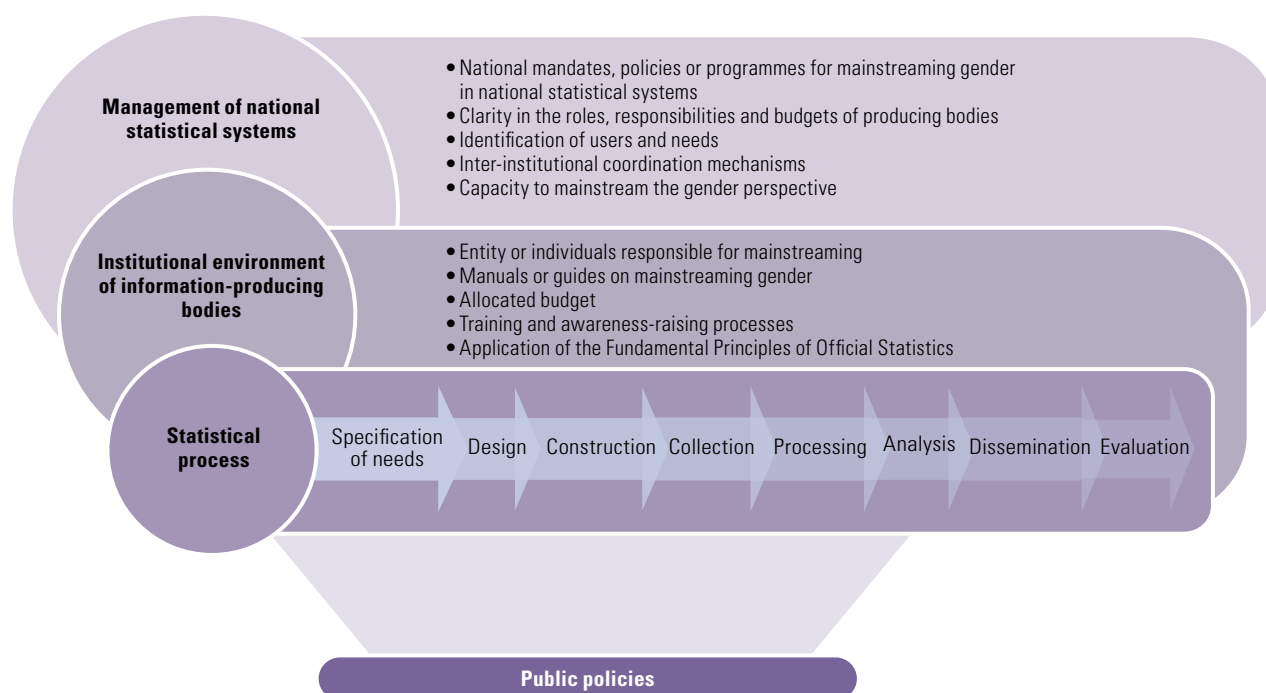 Management of national
statistical systems
• National mandates, policies or programmes for mainstreaming gender
in national statistical systems
• Clarity in the roles, responsibilities and budgets of producing bodies
• Identification of users and needs
• Inter-institutional coordination mechanisms
• Capacity to mainstream the gender perspective
Institutional environment
of information-producing
bodies
• Entity or individuals responsible for mainstreaming
• Manuals or guides on mainstreaming gender
• Allocated budget
• Training and awareness-raising processes
• Application of the Fundamental Principles of Official Statistics
Statistical
process
Specification
of needs
Design
Construction
Collection
Processing
Analysis
Dissemination
Evaluation
Public policies